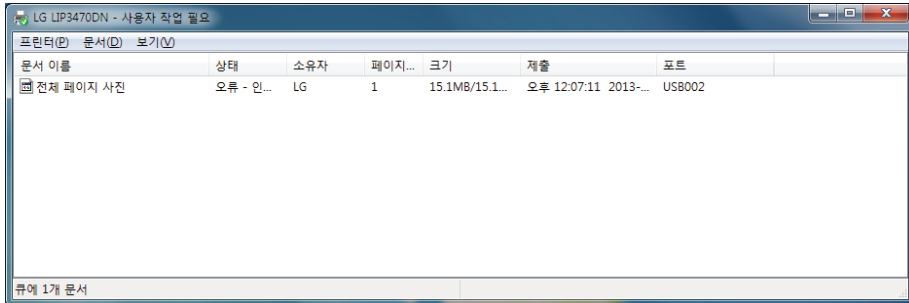 LG LIP3470DN - 사용자 작업 필요
프린터(P) 문서(D) 보기(V)
문서 이름 상태 소유자 페이지... 크기 제출 포트
전체 페이지 사진 오류 - 인... LG 1 15.1MB/15.1... 오후 12:07:11 2013-... USB002
큐에 1개 문서